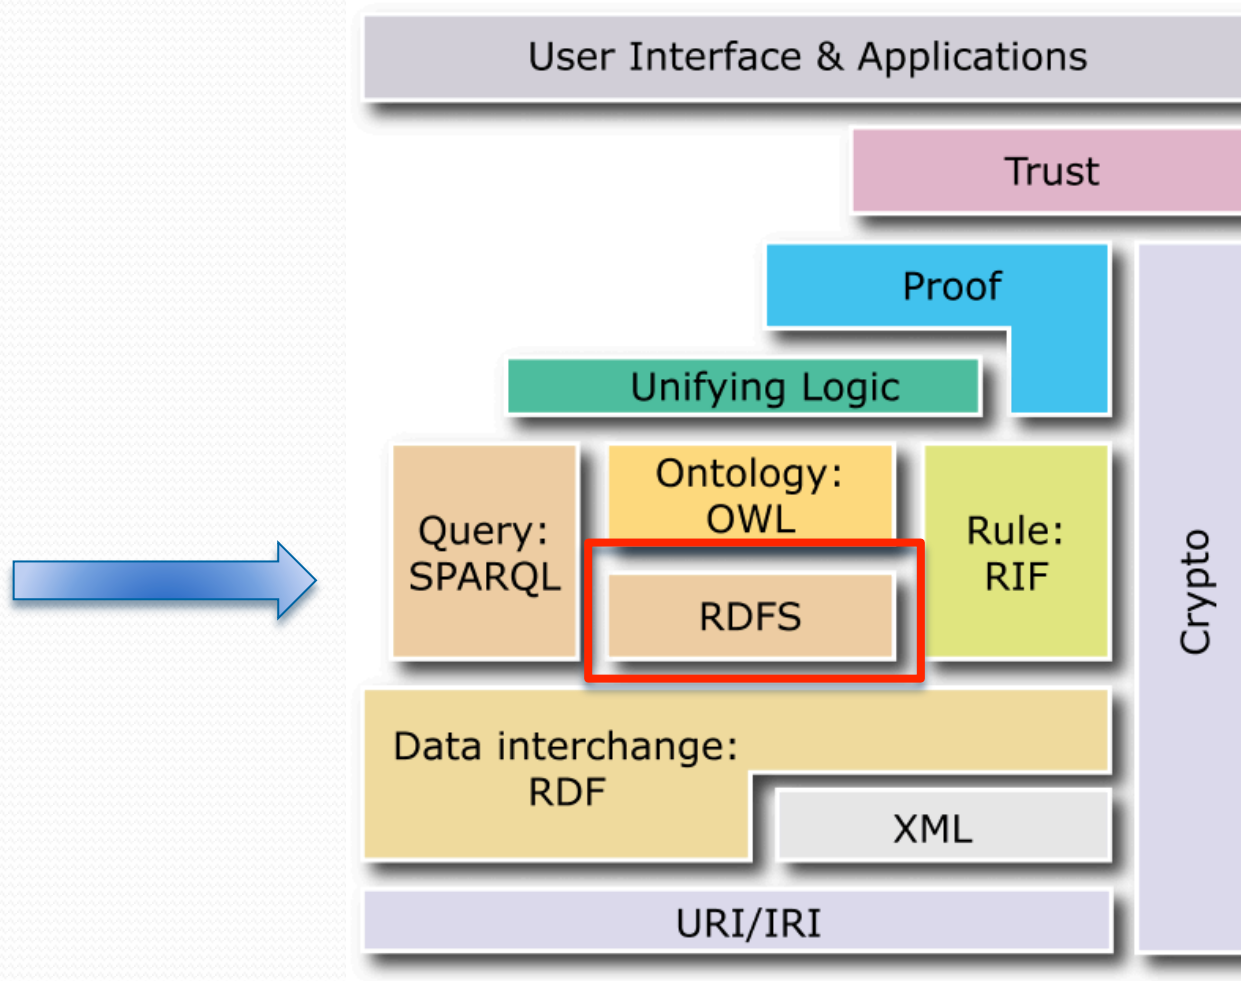 User Interface & Applications
Trust
Proof
Unifying Logic
Query:
SPARQL
Ontology:
OWL
RDFS
Rule:
RIF
Crypto
Data interchange:
RDF
XML
URI/IRI